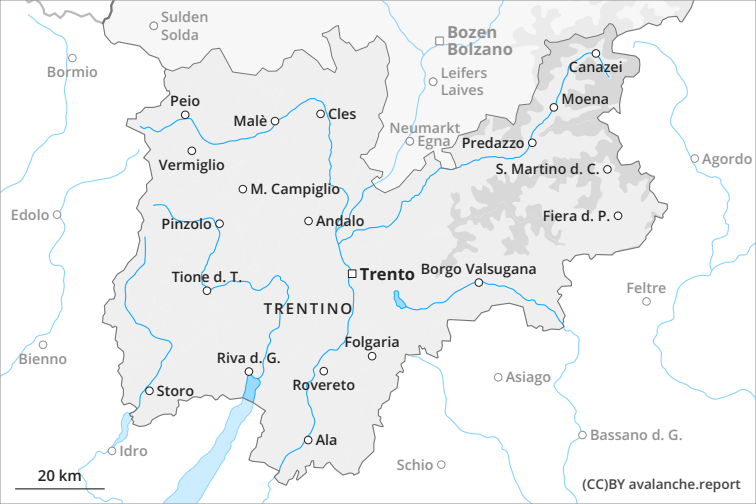 Sulden
Solda
Bozen
Bolzano
Canazei
Bormio
Leifers
Laives
Peio
Moena
Malè
Cles
Neumarkt
Egna
Predazzo
Vermiglio
Agordo
S. Martino d. C.
M. Campiglio
Edolo
Pinzolo
Andalo
Fiera d. P.
Tione d. T.
Trento
Borgo Valsugana
Feltre
TRENTINO
Folgaria
Bienno
Riva d. G.
Rovereto
Asiago
Storo
Ala
Bassano d. G.
Idro
Schio
20 km
(CC)BY avalanche.report